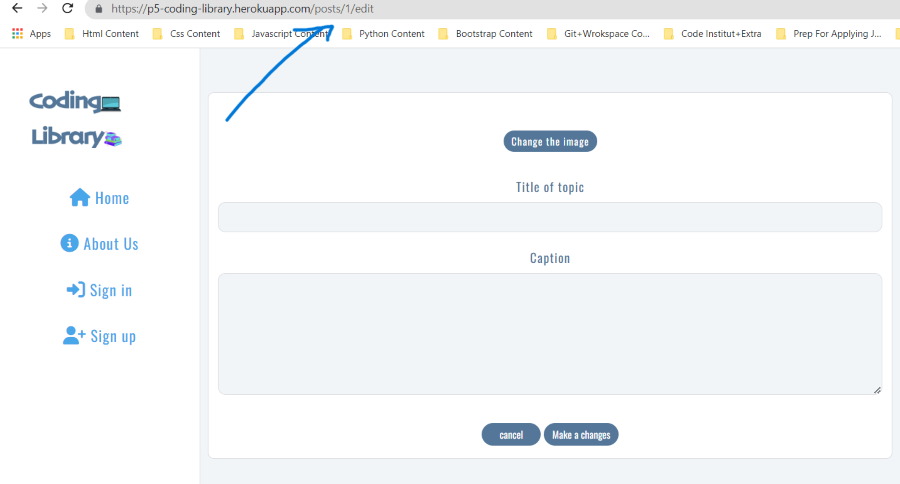 https://p5-coding-library.herokuapp.com/posts/1/edit
Apps Html Content Css Content Javascript Content Python Content Bootstrap Content Git+Wrokspace Co... Code Institut+Extra Prep For Applying J...
Coding
Library
Home
About Us
Sign in
Sign up
Change the image
Title of topic
Caption
cancel Make a changes